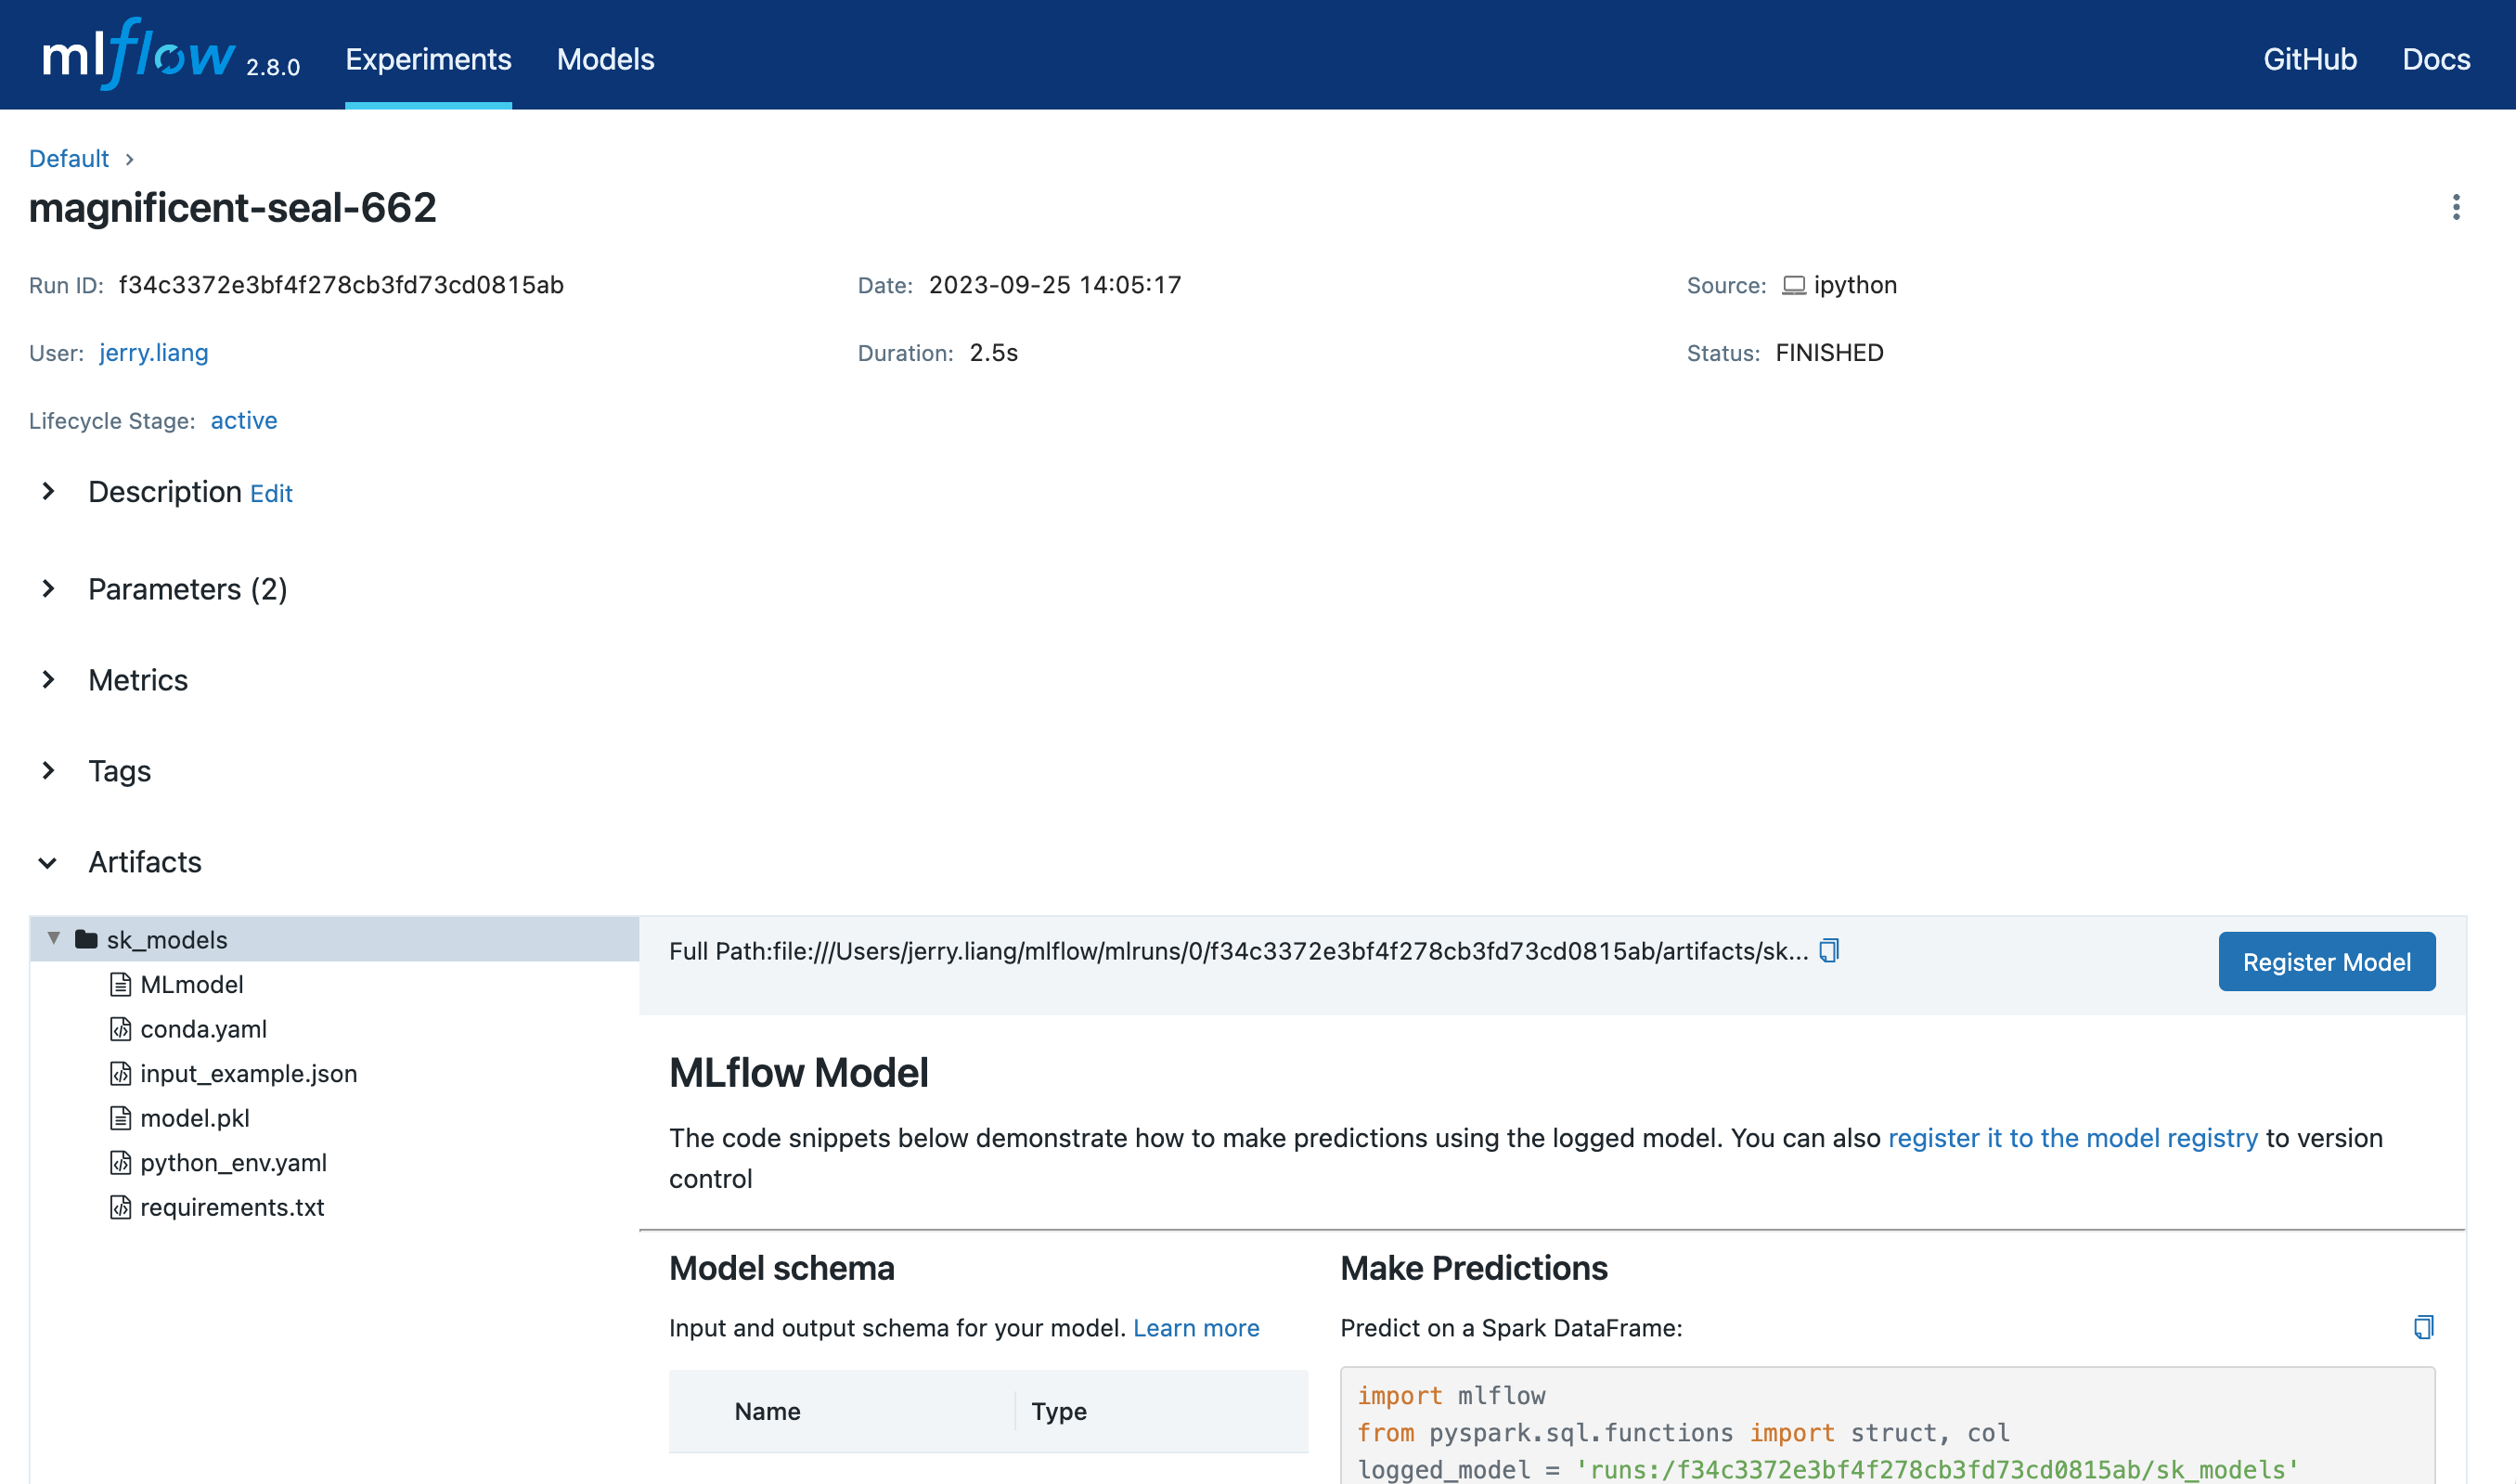 mlflow 2.8.0 Experiments Models GitHub Docs
Default
magnificent-seal-662
Run ID: f34c3372e3bf4f278cb3fd73cd0815ab Date: 2023-09-25 14:05:17 Source: ipython
User: jerry.liang Duration: 2.5s Status: FINISHED
Lifecycle Stage: active
Description Edit
Parameters (2)
Metrics
Tags
Artifacts
sk_models
MLmodel
conda.yaml
input_example.json
model.pkl
python_env.yaml
requirements.txt
Full Path:file:///Users/jerry.liang/mlflow/mlruns/0/f34c3372e3bf4f278cb3fd73cd0815ab/artifacts/sk...
Register Model
MLflow Model
The code snippets below demonstrate how to make predictions using the logged model. You can also register it to the model registry to version
control
Model schema
Input and output schema for your model. Learn more
Name Type
Make Predictions
Predict on a Spark DataFrame:
import mlflow
from pyspark.sql.functions import struct, col
logged_model = 'runs:/f34c3372e3bf4f278cb3fd73cd0815ab/sk_models'